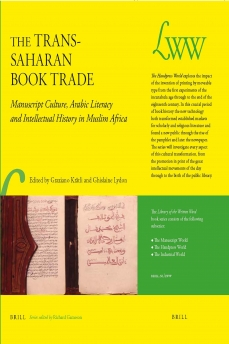 THE TRANS-
SAHARAN
BOOK TRADE
Manuscript Culture, Arabic Literacy
and Intellectual History in Muslim Africa
Edited by Graziano Krätli and Ghislaine Lydon
BRILL
LWW
The Handpress World explores the impact
of the invention of printing by moveable
type from the first experiments of the
incunabula age through to the end of the
eighteenth century. In this crucial period
of book history the new technology
both transformed established markets
for scholarly and religious literature and
found a new public through the rise of
the pamphlet and later the newspaper.
The series will investigate every aspect
of this cultural transformation, from
the promotion in print of the great
intellectual movements of the day
through to the birth of the public library.
The Library of the Written Word
book series consists of the following
subseries:
• The Manuscript World
• The Handpress World
• The Industrial World
BRILL